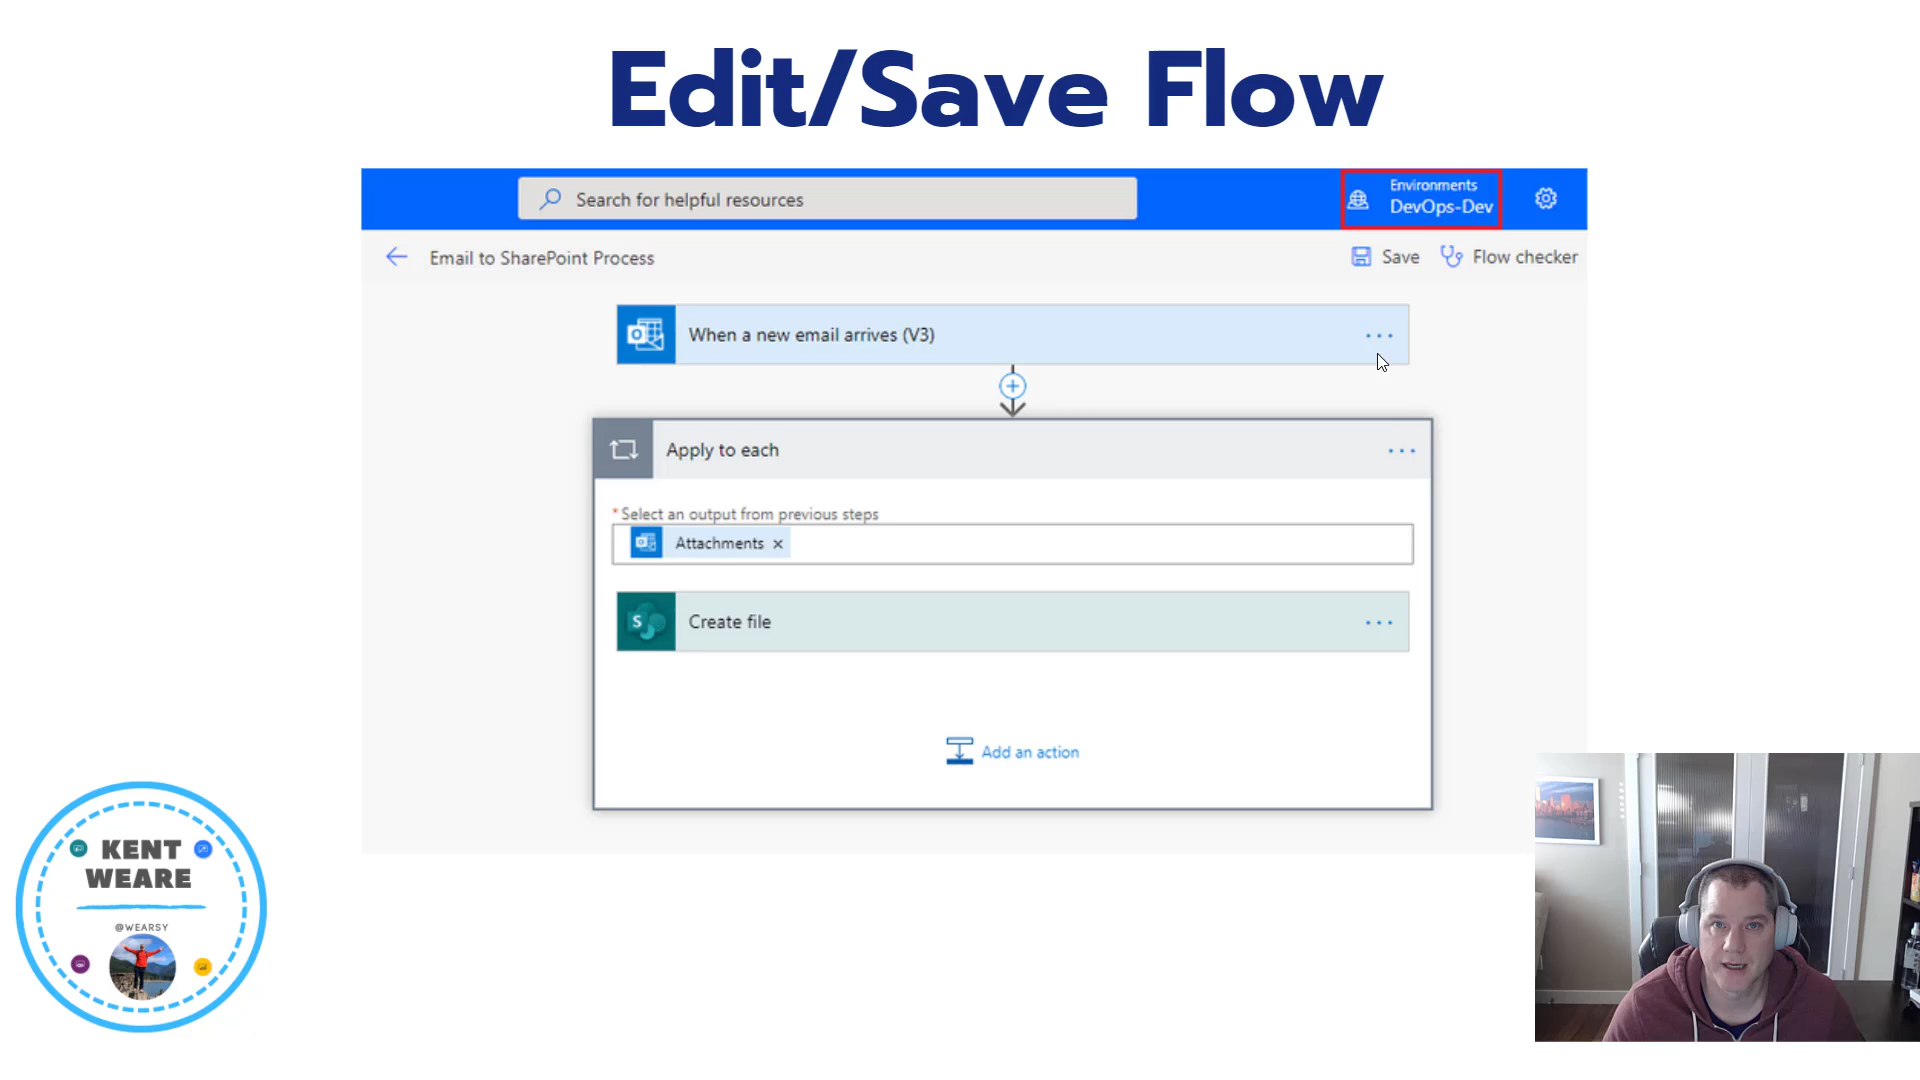 Edit/Save Flow
Search for helpful resources
Environments
DevOps-Dev
Email to SharePoint Process
Save
Flow checker
When a new email arrives (V3)
...
Apply to each
...
* Select an output from previous steps
Attachments ×
S
Create file
...
Add an action
KENT
WEARE
@WEARSY